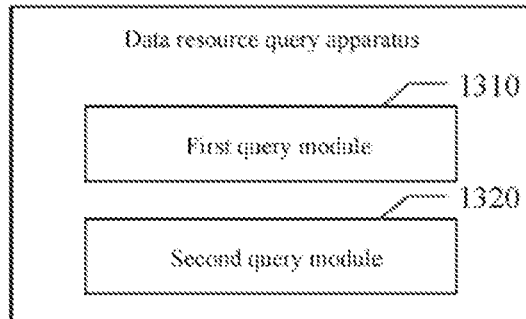 Data resource query apparatus
1310
First query module
1320
Second query module